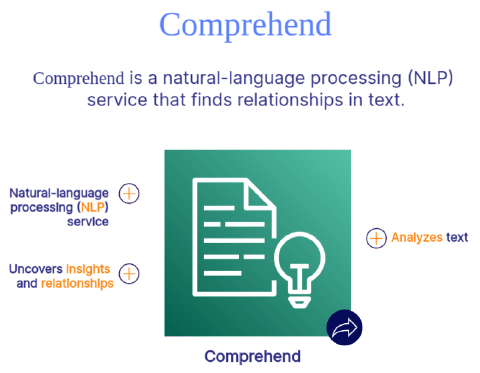 Comprehend
Comprehend is a natural-language processing (NLP)
service that finds relationships in text.
Natural-language
processing (NLP)
service
Uncovers Insights
and relationships
Analyzes text
Comprehend